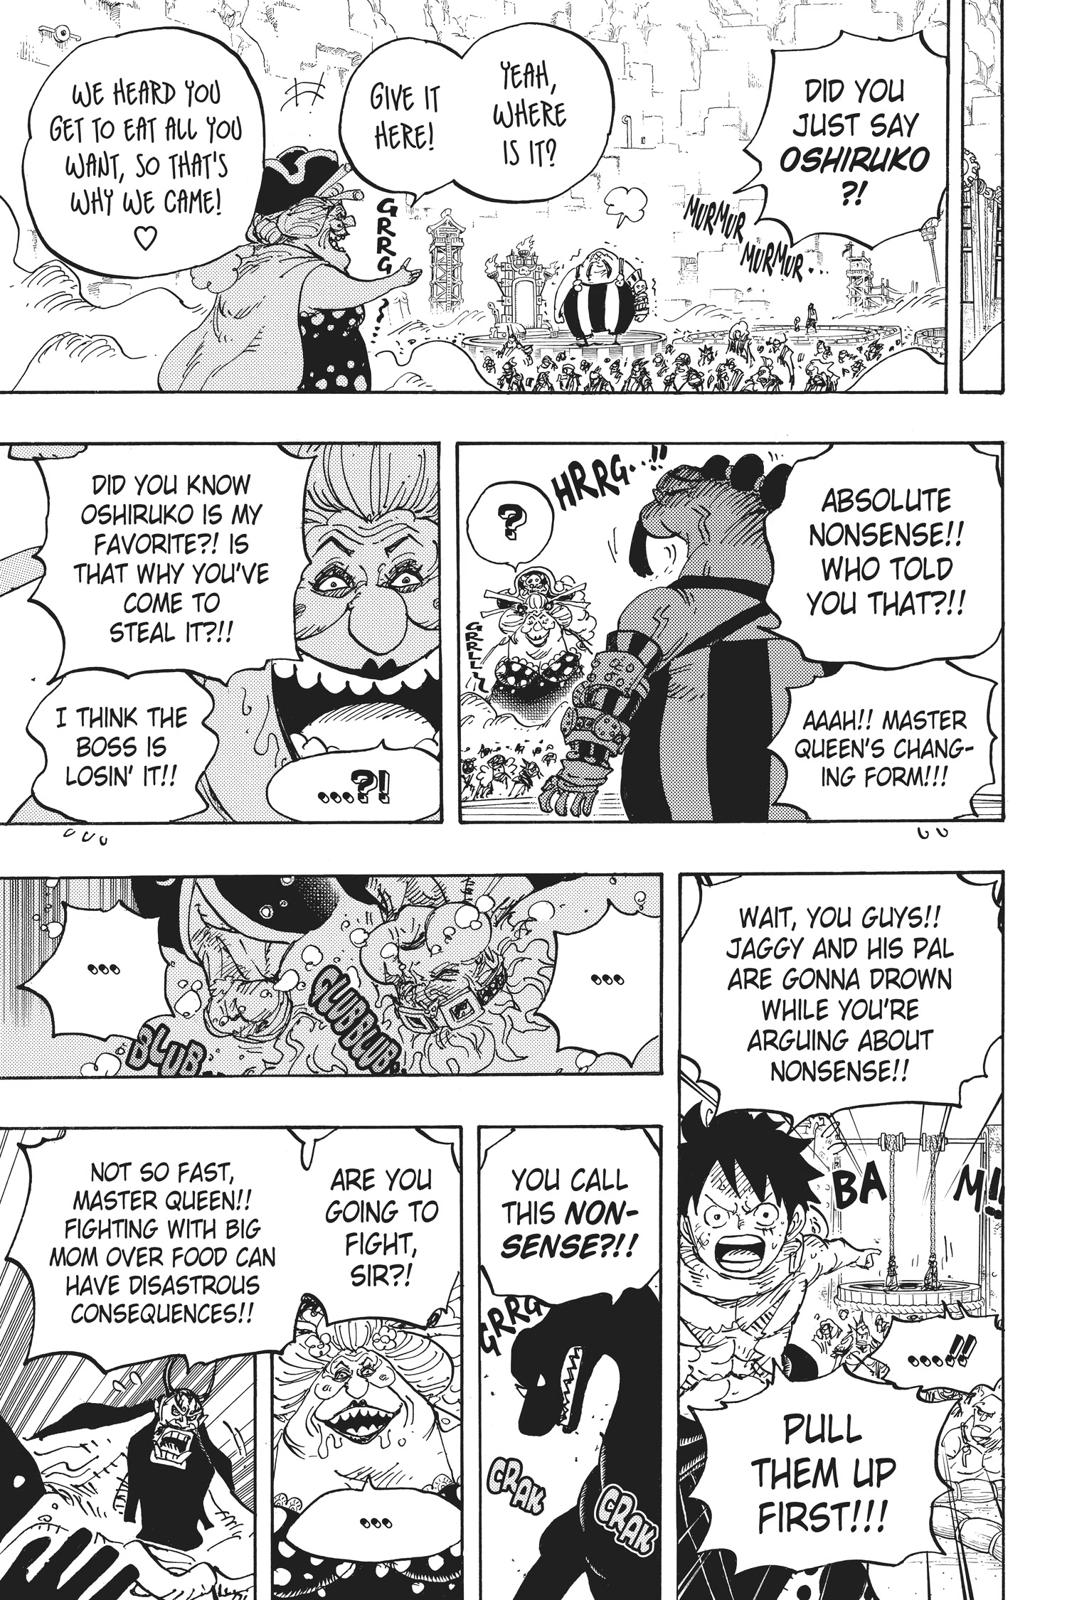 DID YOU
JUST SAY
OSHIRUKO
?!
MURMUR
MURMUR...
YEAH,
WHERE
IS IT?
GIVE IT
HERE!
GRRG
WE HEARD YOU
GET TO EAT ALL YOU
WANT, SO THAT'S
WHY WE CAME!
♡
ABSOLUTE
NONSENSE!!
WHO TOLD
YOU THAT?!!
HRRG..!!
?
GRRLLL
AAAH!! MASTER
QUEEN'S CHANG-
ING FORM!!!
DID YOU KNOW
OSHIRUKO IS MY
FAVORITE?! IS
THAT WHY YOU'VE
COME TO
STEAL IT?!!
I THINK THE
BOSS IS
LOSIN' IT!!
...?!
WAIT, YOU GUYS!!
JAGGY AND HIS PAL
ARE GONNA DROWN
WHILE YOU'RE
ARGUING ABOUT
NONSENSE!!
BA
M!!
....!!
PULL
THEM UP
FIRST!!!
...
GLUBBLUB..
BLUB..
...
YOU CALL
THIS NON-
SENSE?!!
GRRG
CRAK
CRAK
ARE YOU
GOING TO
FIGHT,
SIR?!
...
NOT SO FAST,
MASTER QUEEN!!
FIGHTING WITH BIG
MOM OVER FOOD CAN
HAVE DISASTROUS
CONSEQUENCES!!